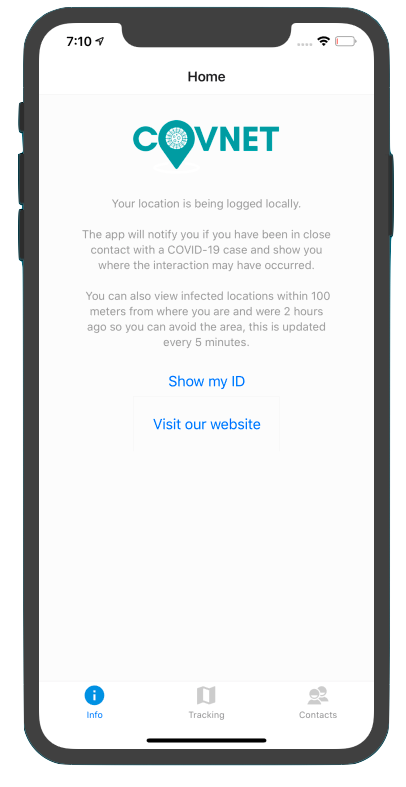 7:10
Home
COVNET
Your location is being logged locally.
The app will notify you if you have been in close
contact with a COVID-19 case and show you
where the interaction may have occurred.
You can also view infected locations within 100
meters from where you are and were 2 hours
ago so you can avoid the area, this is updated
every 5 minutes.
Show my ID
Visit our website
Info
Tracking
Contacts